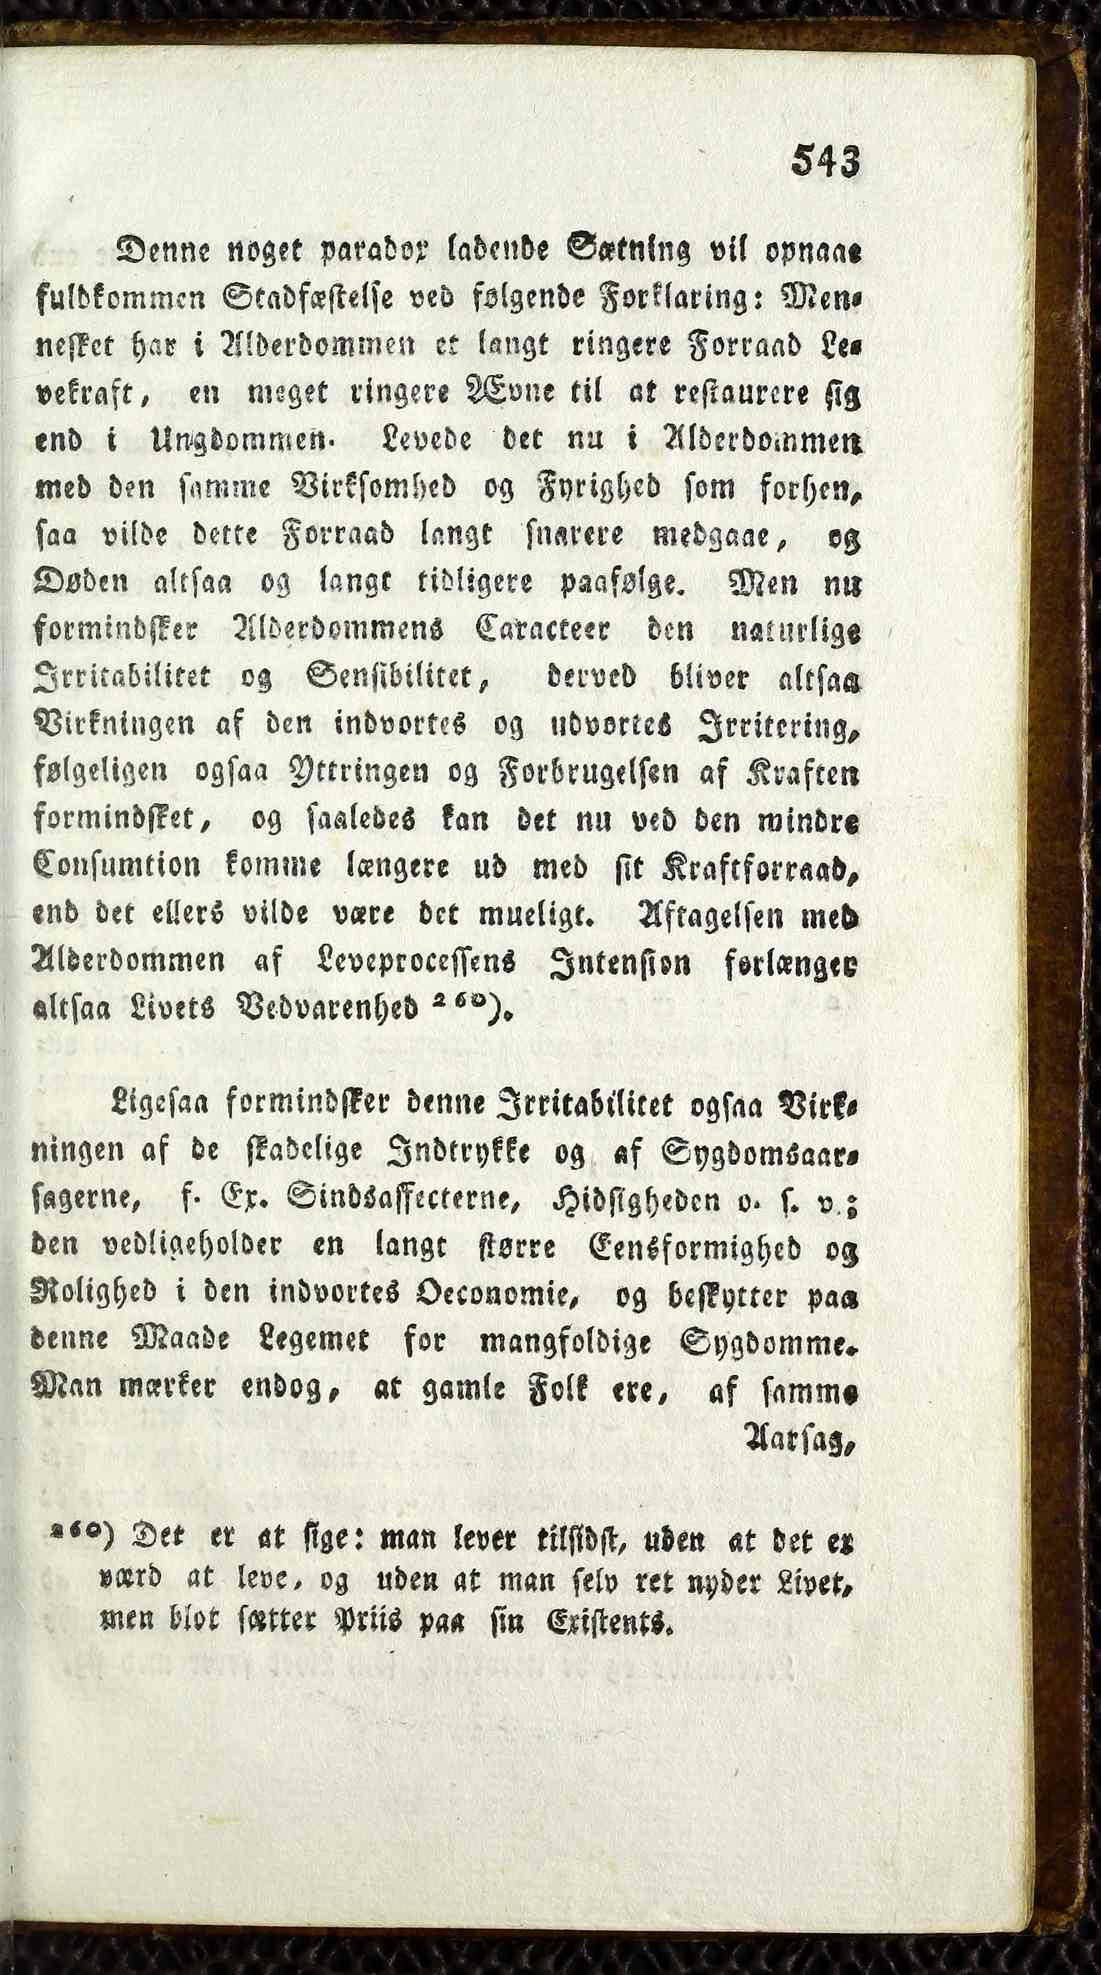 543
Denne noget paradox ladende Sætning vil opnaae
fuldkommen Stadfæstelse ved følgende Forklaring: Men-
nesket har i Alderdommen et langt ringere Forraad Le-
vekraft, en meget ringere Ævne til at restaurere sig
end i Ungdommen. Levede det nu i Alderdommen
med den samme Virksomhed og Fyrighed som forhen,
saa vilde dette Forraad langt snarere medgaae, og
Døden altsaa og langt tidligere paafølge. Men nu
formindsker Alderdommens Caracteer den naturlige
Irritabilitet og Sensibilitet, derved bliver altsaa
Virkningen af den indvortes og udvortes Irritering,
følgeligen ogsaa Yttringen og Forbrugelsen af Kraften
formindsket, og saaledes kan det nu ved den mindre
Consumtion komme længere ud med sit Kraftforraad,
end det ellers vilde være det mueligt. Aftagelsen med
Alderdommen af Leveprocessens Intension forlænger
altsaa Livets Vedvarenhed 260).
Ligesaa formindsker denne Irritabilitet ogsaa Virk-
ningen af de skadelige Indtrykke og af Sygdomsaar-
sagerne, f. Ex. Sindsaffecterne, Hidsigheden o. s. v.;
den vedligeholder en langt større Eensformighed og
Rolighed i den indvortes Oeconomie, og beskytter paa
denne Maade Legemet for mangfoldige Sygdomme.
Man mærker endog, at gamle Folk ere, af samme
Aarsag,
260) Det er at sige: man lever tilsidst, uden at det er
værd at leve, og uden at man selv ret nyder Livet,
men blot sætter Priis paa sin Existents.